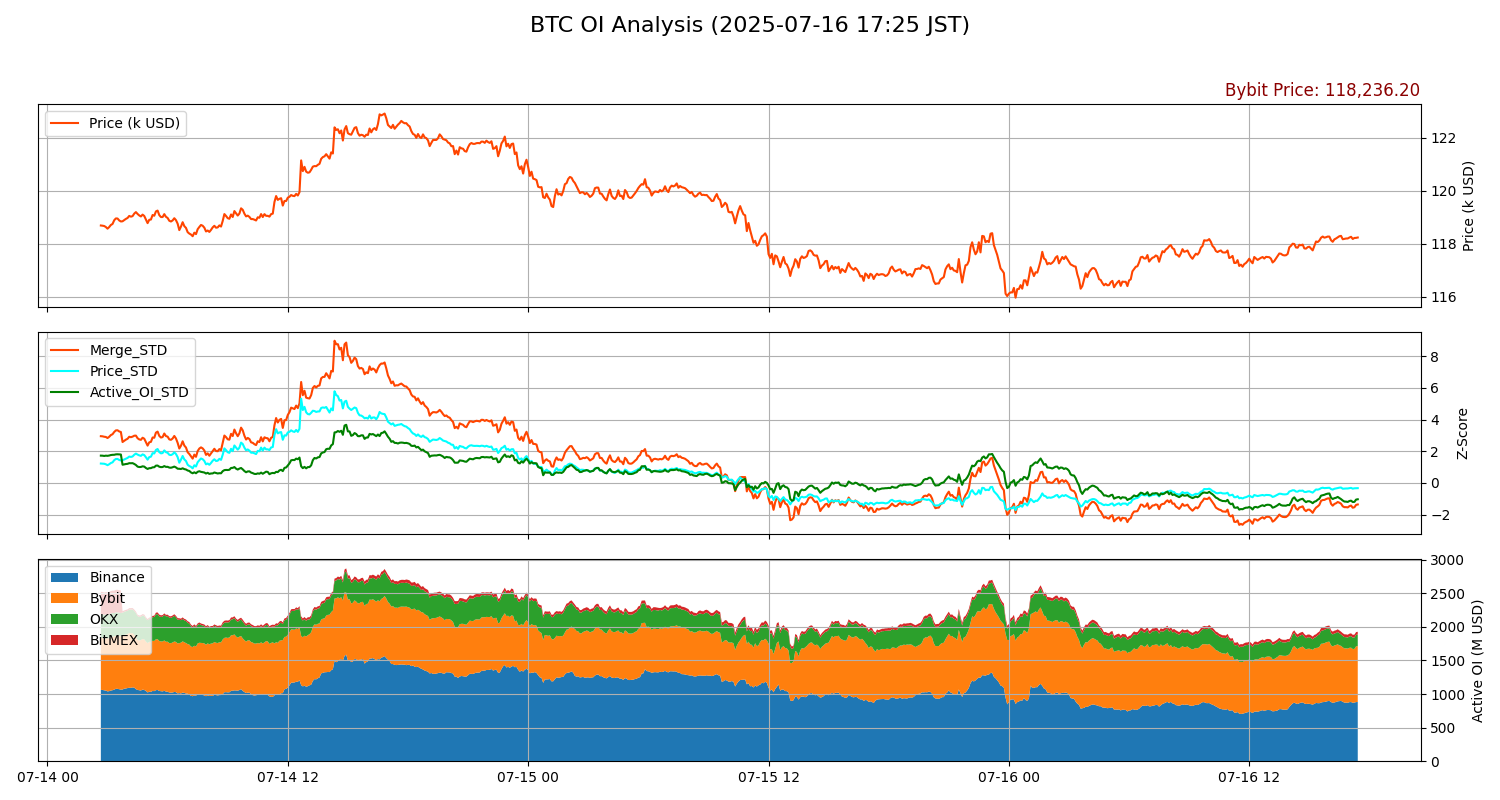 BTC OI Analysis (2025-07-16 17:25 JST)
Bybit Price: 118,236.20
Price (k USD)
122
120
118
116
Price (k USD)
Merge_STD
Price_STD
Active_OI_STD
8
6
4
2
0
−2
Z-Score
Binance
Bybit
OKX
BitMEX
3000
2500
2000
1500
1000
500
0
Active OI (M USD)
07-14 00
07-14 12
07-15 00
07-15 12
07-16 00
07-16 12